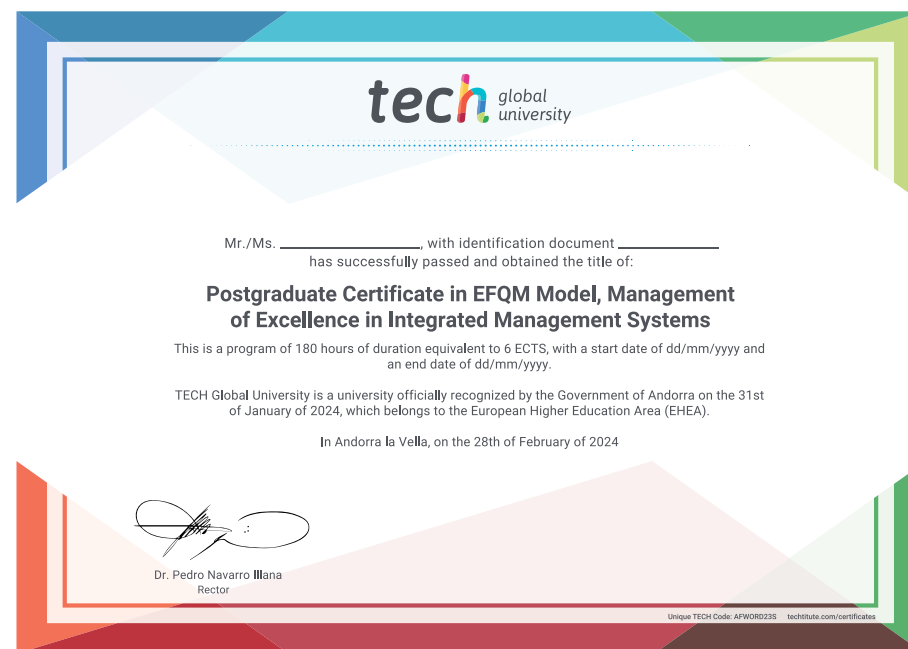 tech global university
Mr./Ms. ____________________, with identification document ______________
has successfully passed and obtained the title of:
Postgraduate Certificate in EFQM Model, Management
of Excellence in Integrated Management Systems
This is a program of 180 hours of duration equivalent to 6 ECTS, with a start date of dd/mm/yyyy and
an end date of dd/mm/yyyy.
TECH Global University is a university officially recognized by the Government of Andorra on the 31st
of January of 2024, which belongs to the European Higher Education Area (EHEA).
In Andorra la Vella, on the 28th of February of 2024
Dr. Pedro Navarro Illana
Rector
Unique TECH Code: AFWORD23S techtitute.com/certificates